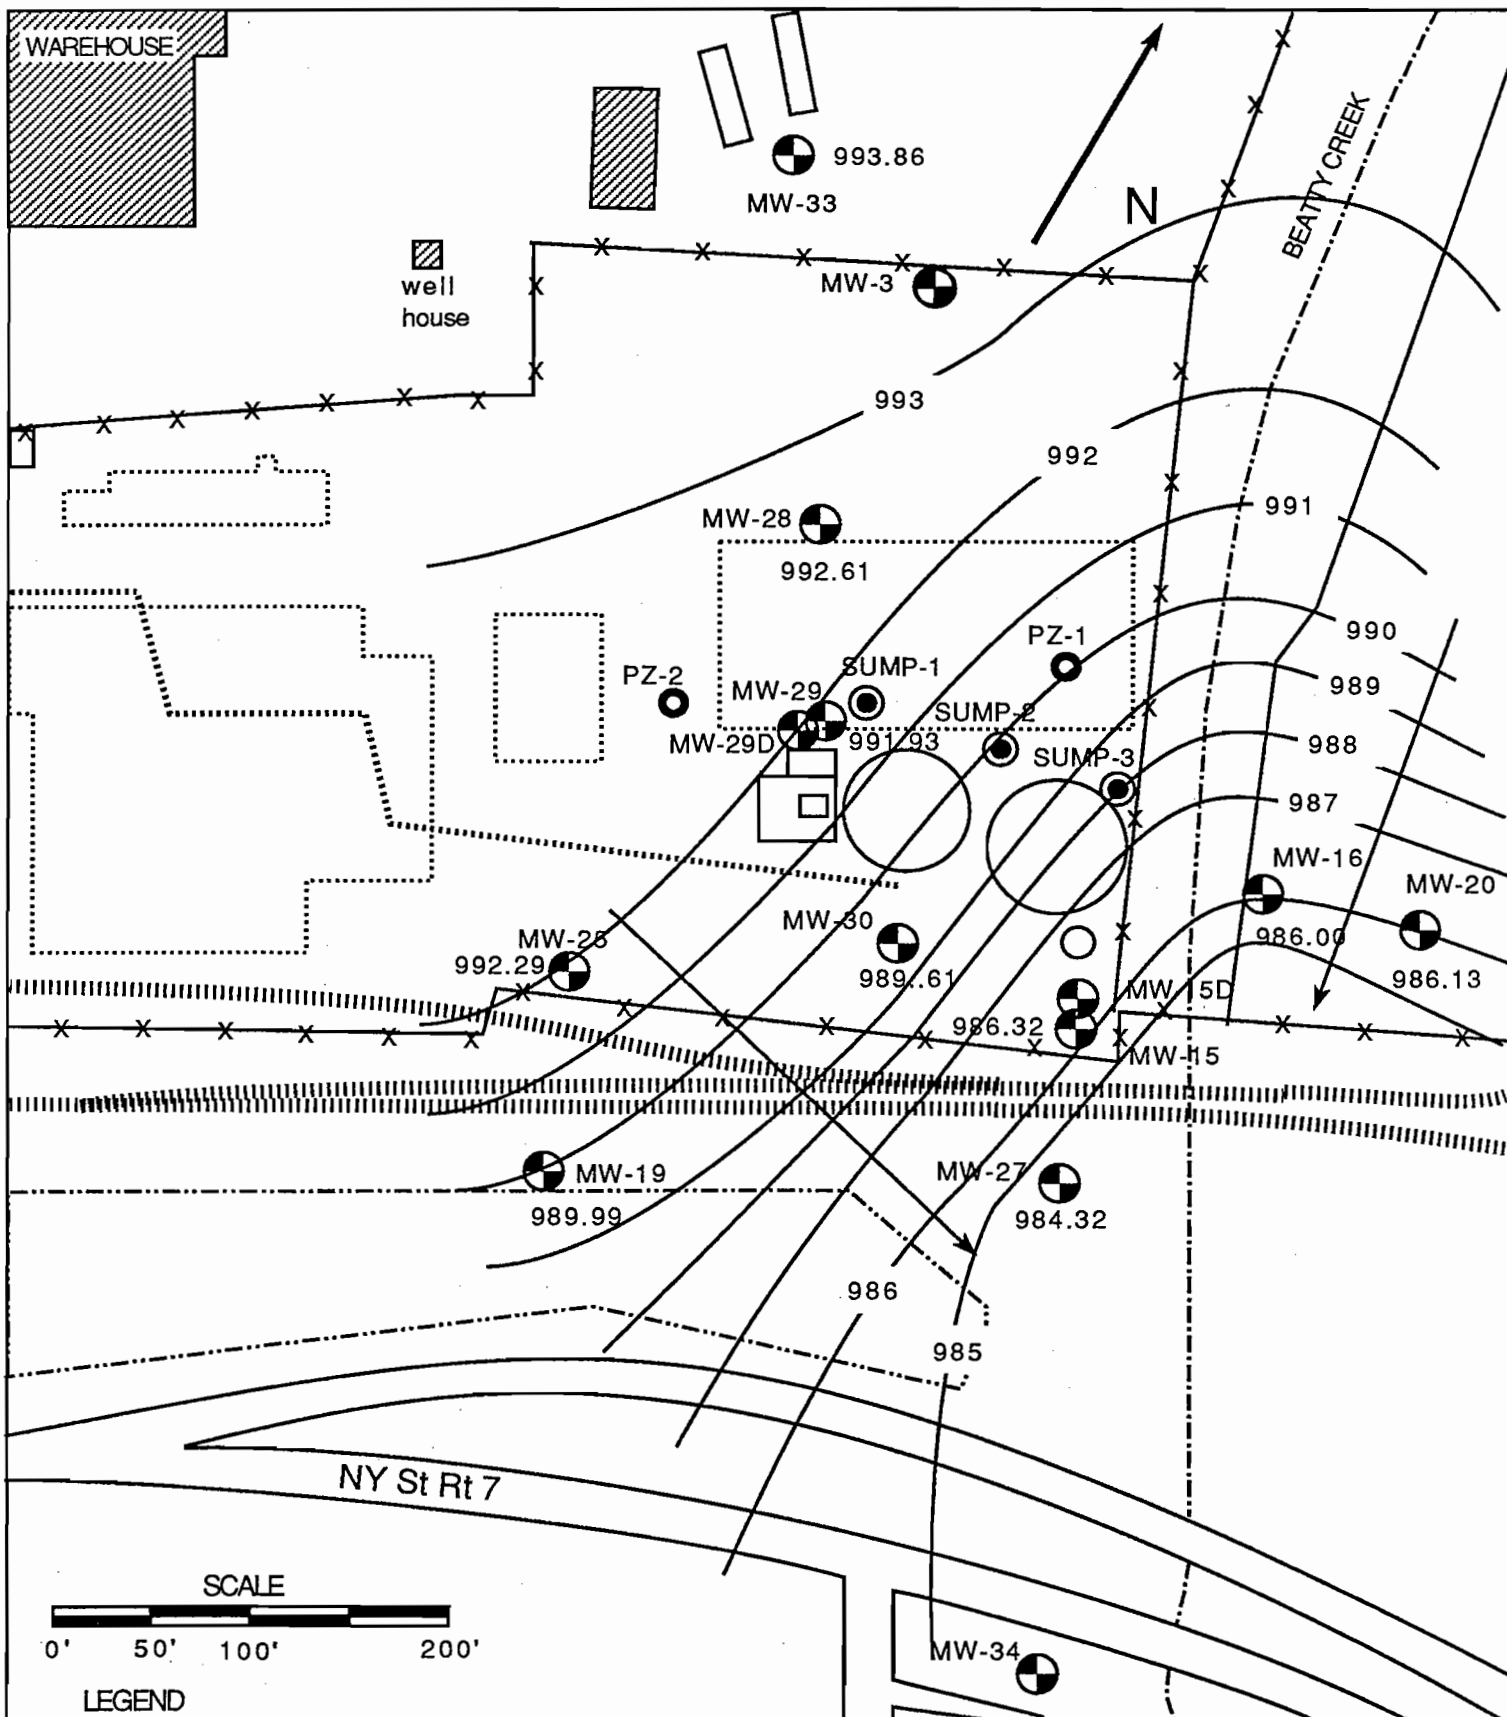 WAREHOUSE
993.86
MW-33
N
BEATTY CREEK
well
house
MW-3
993
992
991
MW-28
992.61
990
PZ-1
PZ-2
SUMP-1
989
MW-29
SUMP-2
MW-29D
991.93
988
SUMP-3
987
MW-16
MW-20
MW-30
MW-25
992.29
986.00
989.61
986.13
MW 15D
986.32
MW-15
MW-19
MW-27
989.99
984.32
986
985
NY St Rt 7
SCALE
0' 50' 100' 200'
MW-34
LEGEND